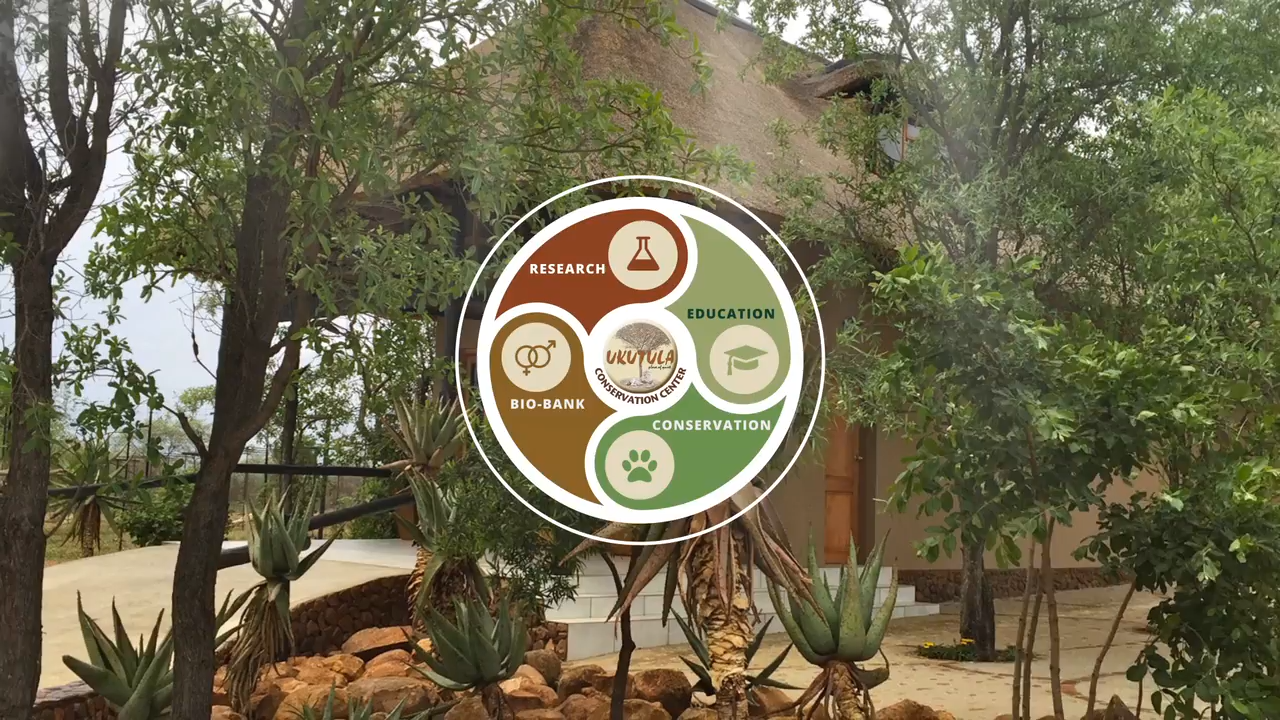 RESEARCH
EDUCATION
UKUTULA
CONSERVATION CENTER
BIO-BANK
CONSERVATION